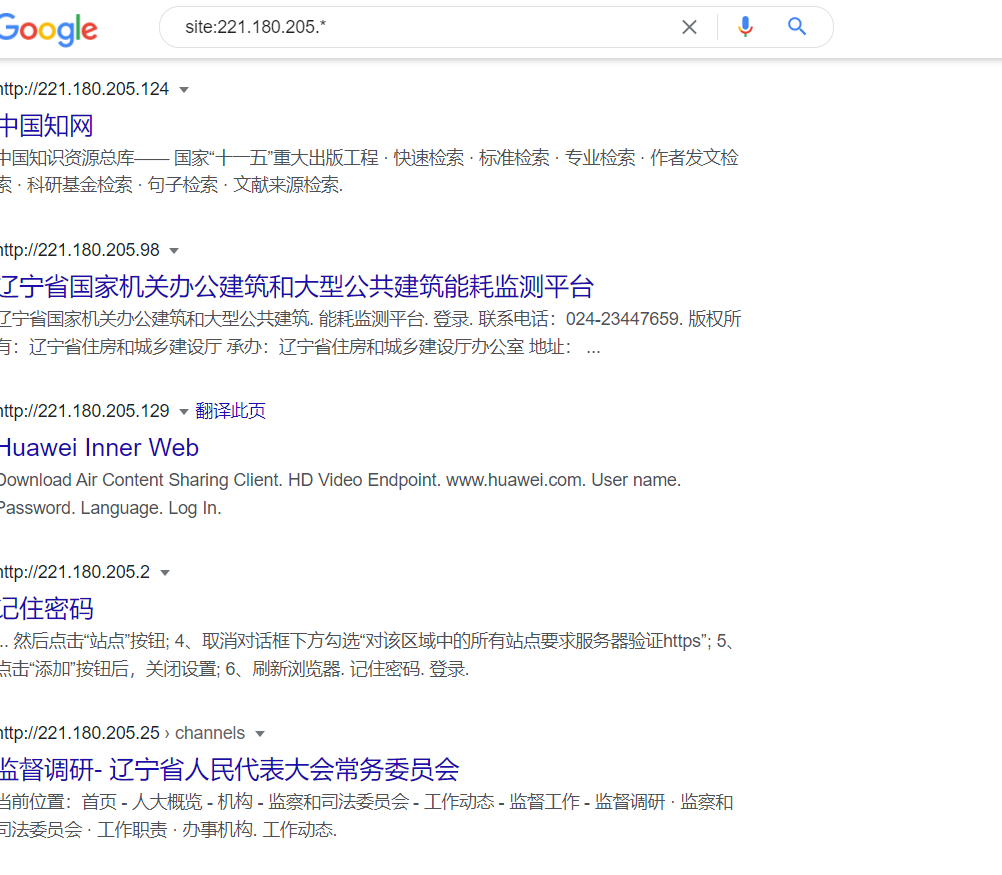 Google
site:221.180.205.*
http://221.180.205.124
中国知网
中国知识资源总库—— 国家“十一五”重大出版工程 · 快速检索 · 标准检索 · 专业检索 · 作者发文检
索 · 科研基金检索 · 句子检索 · 文献来源检索.
http://221.180.205.98
辽宁省国家机关办公建筑和大型公共建筑能耗监测平台
辽宁省国家机关办公建筑和大型公共建筑. 能耗监测平台. 登录. 联系电话：024-23447659. 版权所
有：辽宁省住房和城乡建设厅 承办：辽宁省住房和城乡建设厅办公室 地址： ...
http://221.180.205.129 翻译此页
Huawei Inner Web
Download Air Content Sharing Client. HD Video Endpoint. www.huawei.com. User name.
Password. Language. Log In.
http://221.180.205.2
记住密码
... 然后点击“站点”按钮; 4、取消对话框下方勾选“对该区域中的所有站点要求服务器验证https”; 5、
点击“添加”按钮后，关闭设置; 6、刷新浏览器. 记住密码. 登录.
http://221.180.205.25 › channels
监督调研- 辽宁省人民代表大会常务委员会
当前位置：首页 - 人大概览 - 机构 - 监察和司法委员会 - 工作动态 - 监督工作 - 监督调研 · 监察和
司法委员会 · 工作职责 · 办事机构. 工作动态.